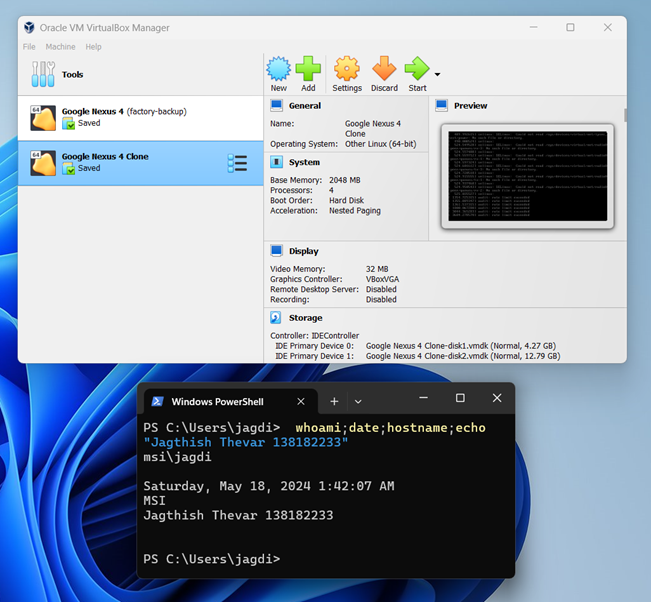 Oracle VM VirtualBox Manager
File Machine Help
Tools
New Add Settings Discard Start
64 Google Nexus 4 (factory-backup)
Saved
64 Google Nexus 4 Clone
Saved
General
Name: Google Nexus 4
Clone
Operating System: Other Linux (64-bit)
System
Base Memory: 2048 MB
Processors: 4
Boot Order: Hard Disk
Acceleration: Nested Paging
Preview
Display
Video Memory: 32 MB
Graphics Controller: VBoxVGA
Remote Desktop Server: Disabled
Recording: Disabled
Storage
Controller: IDEController
IDE Primary Device 0: Google Nexus 4 Clone-disk1.vmdk (Normal, 4.27 GB)
IDE Primary Device 1: Google Nexus 4 Clone-disk2.vmdk (Normal, 12.79 GB)
Windows PowerShell
PS C:\Users\jagdi> whoami;date;hostname;echo
"Jagthish Thevar 138182233"
msi\jagdi
Saturday, May 18, 2024 1:42:07 AM
MSI
Jagthish Thevar 138182233
PS C:\Users\jagdi>